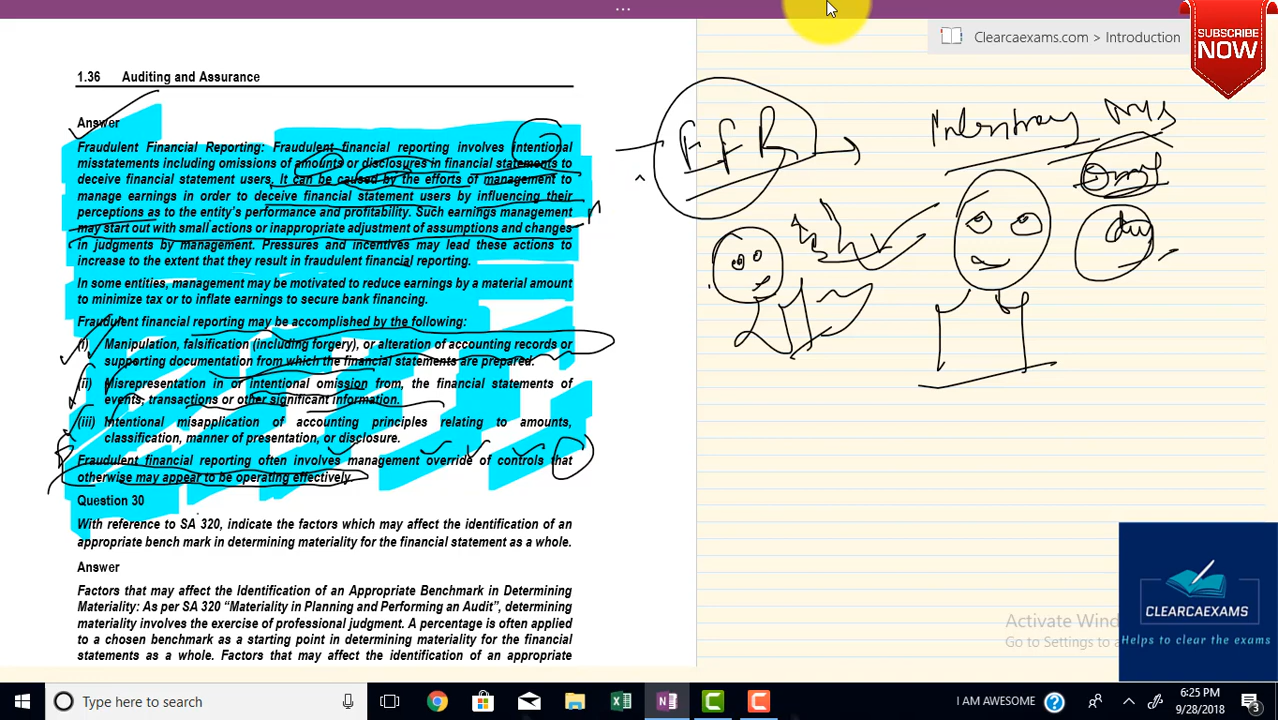 Clearcaexams.com > Introduction
SUBSCRIBE
NOW
1.36 Auditing and Assurance
Answer
Fraudulent Financial Reporting: Fraudulent financial reporting involves intentional
misstatements including omissions of amounts or disclosures in financial statements to
deceive financial statement users. It can be caused by the efforts of management to
manage earnings in order to deceive financial statement users by influencing their
perceptions as to the entity's performance and profitability. Such earnings management
may start out with small actions or inappropriate adjustment of assumptions and changes
in judgments by management. Pressures and incentives may lead these actions to
increase to the extent that they result in fraudulent financial reporting.
In some entities, management may be motivated to reduce earnings by a material amount
to minimize tax or to inflate earnings to secure bank financing.
Fraudulent financial reporting may be accomplished by the following:
(i) Manipulation, falsification (including forgery), or alteration of accounting records or
supporting documentation from which the financial statements are prepared.
(ii) Misrepresentation in or intentional omission from, the financial statements of
events, transactions or other significant information.
(iii) Intentional misapplication of accounting principles relating to amounts,
classification, manner of presentation, or disclosure.
Fraudulent financial reporting often involves management override of controls that
otherwise may appear to be operating effectively.
Question 30
With reference to SA 320, indicate the factors which may affect the identification of an
appropriate bench mark in determining materiality for the financial statement as a whole.
Answer
Factors that may affect the Identification of an Appropriate Benchmark in Determining
Materiality: As per SA 320 “Materiality in Planning and Performing an Audit”, determining
materiality involves the exercise of professional judgment. A percentage is often applied
to a chosen benchmark as a starting point in determining materiality for the financial
statements as a whole. Factors that may affect the identification of an appropriate
FFR
Activate Wind
Go to Settings to a
CLEARCAEXAMS
Helps to clear the exams
Type here to search
I AM AWESOME
6:25 PM
9/28/2018
3